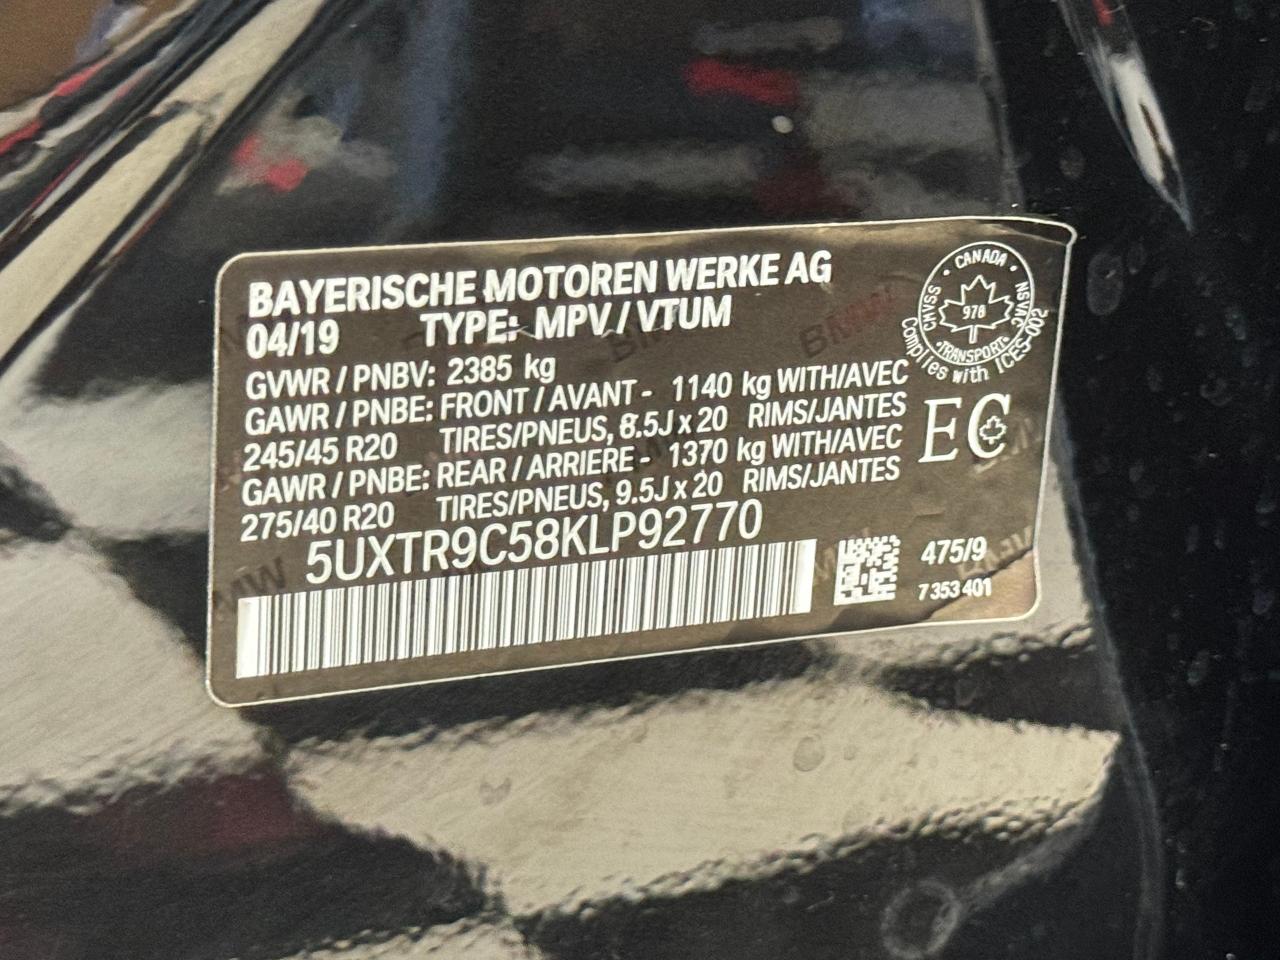 BAYERISCHE MOTOREN WERKE AG
04/19 TYPE: MPV / VTUM
GVWR / PNBV: 2385 kg
GAWR / PNBE: FRONT / AVANT - 1140 kg WITH/AVEC
245/45 R20 TIRES/PNEUS, 8.5J x 20 RIMS/JANTES
GAWR / PNBE: REAR / ARRIERE - 1370 kg WITH/AVEC
275/40 R20 TIRES/PNEUS, 9.5J x 20 RIMS/JANTES
5UXTR9C58KLP92770
CANADA
CMVSS
NSVAC
978
TRANSPORT
Complies with ICES-002
EC
475/9
7 353 401
BMW